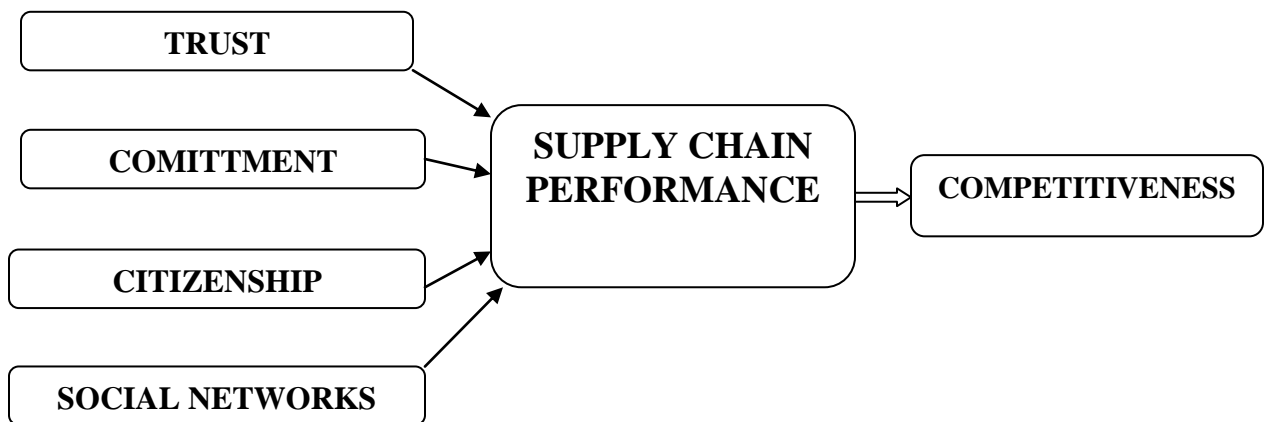 TRUST
COMITTMENT
CITIZENSHIP
SOCIAL NETWORKS
SUPPLY CHAIN
PERFORMANCE
COMPETITIVENESS